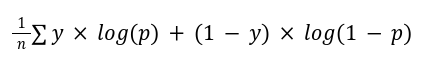 1/n ∑ y × log(p) + (1 − y) × log(1 − p)